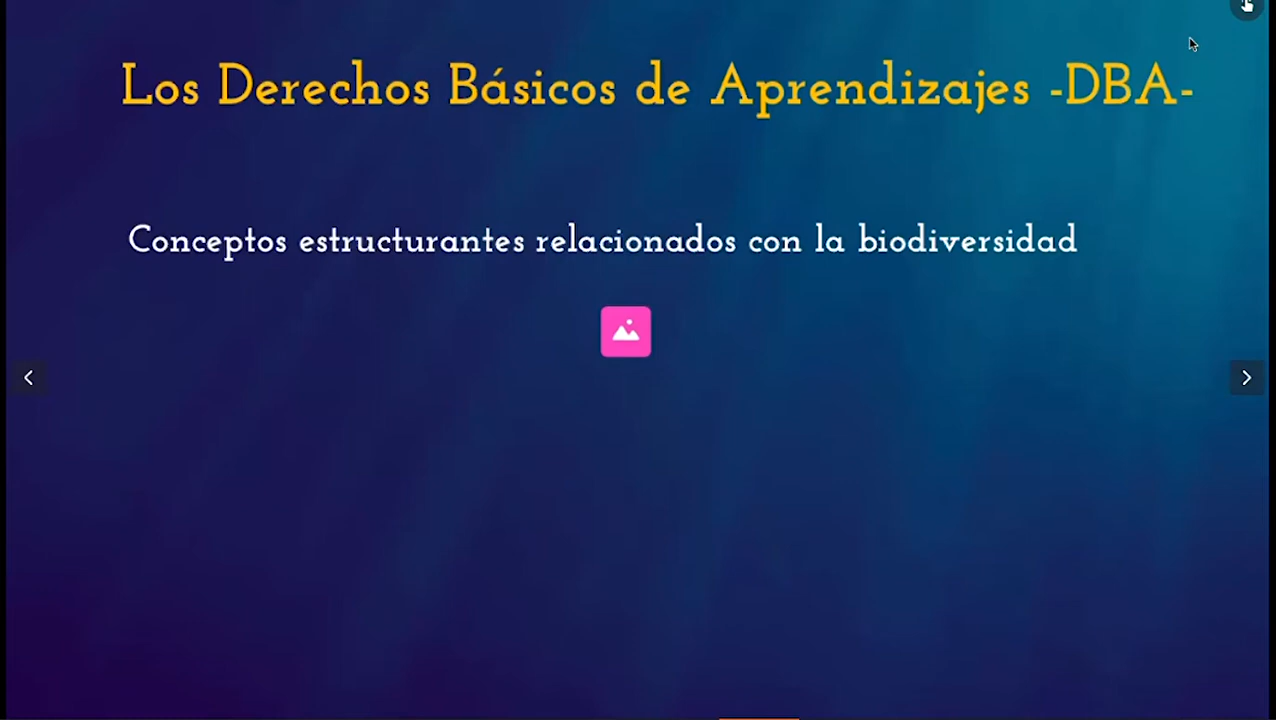 Los Derechos Básicos de Aprendizajes -DBA-
Conceptos estructurantes relacionados con la biodiversidad